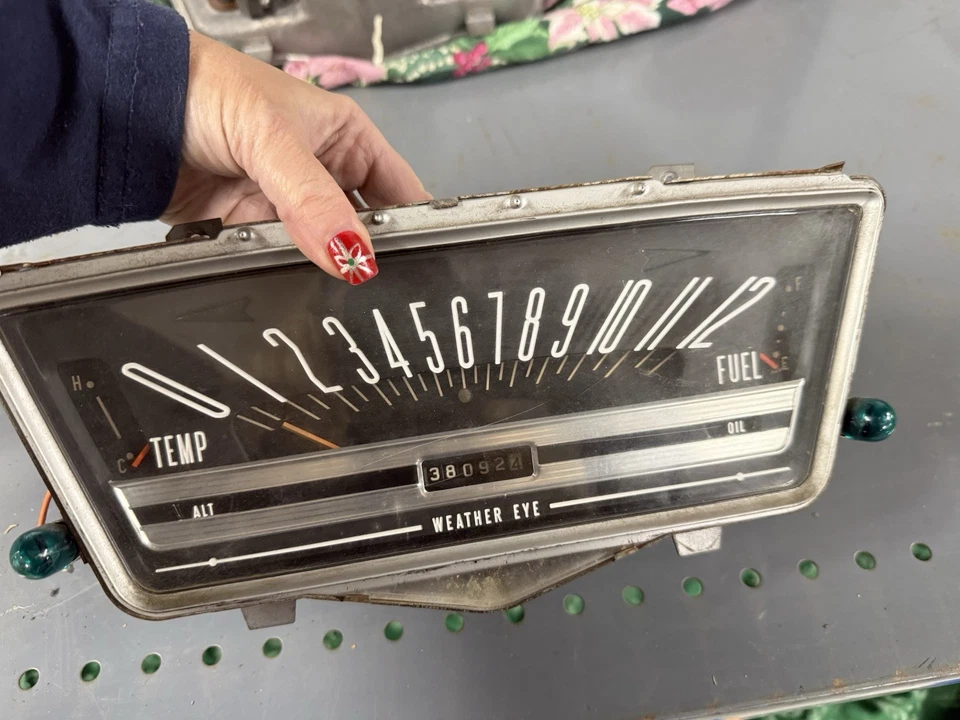 0 1 2 3 4 5 6 7 8 9 10 11 12
F
H
FUEL E
C TEMP
OIL
38092
ALT
WEATHER EYE